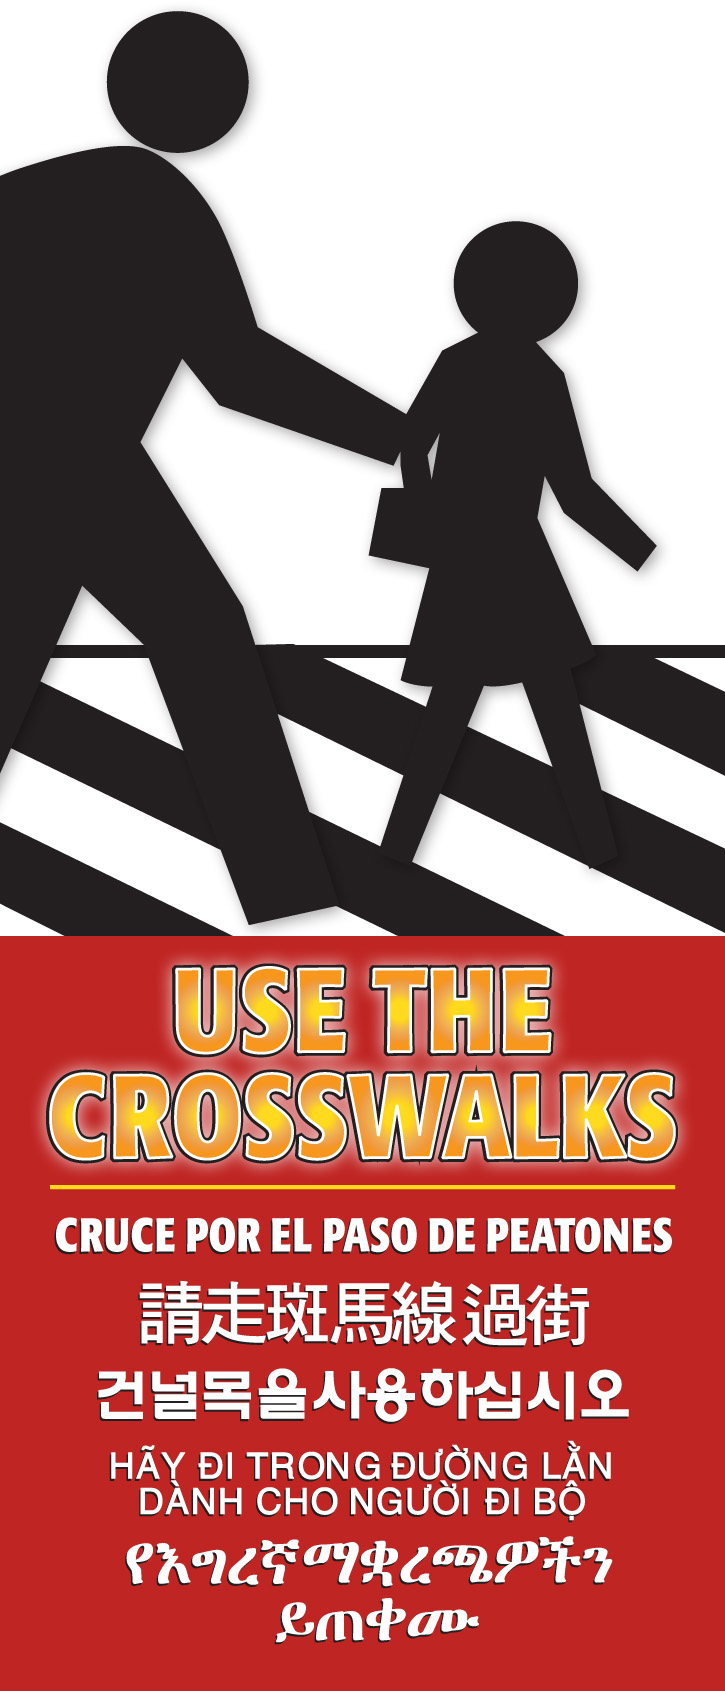 USE THE
CROSSWALKS
CRUCE POR EL PASO DE PEATONES
請走斑馬線過街
건널목을사용하십시오
HÃY ĐI TRONG ĐƯỜNG LẰN
DÀNH CHO NGƯỜI ĐI BỘ
የእግረኛ ማቋረጫዎችን
ይጠቀሙ